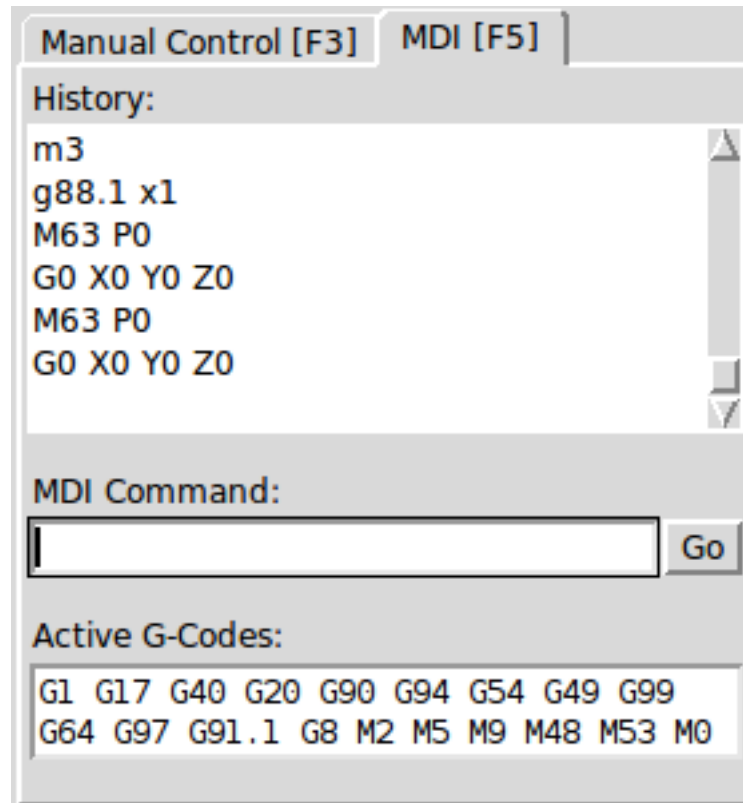 Manual Control [F3] MDI [F5]
History:
m3
g88.1 x1
M63 P0
G0 X0 Y0 Z0
M63 P0
G0 X0 Y0 Z0
MDI Command:
Go
Active G-Codes:
G1 G17 G40 G20 G90 G94 G54 G49 G99
G64 G97 G91.1 G8 M2 M5 M9 M48 M53 M0